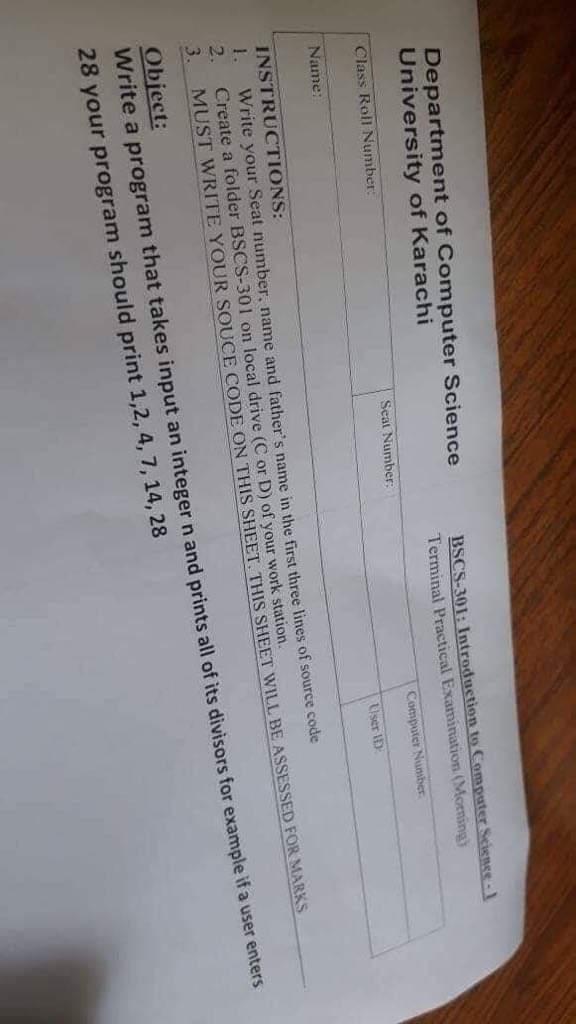 Department of Computer Science
University of Karachi
BSCS-301: Introduction to Computer Science - I
Terminal Practical Examination (Morning)
Computer Number:
Class Roll Number:
Seat Number:
User ID:
Name:
INSTRUCTIONS:
1. Write your Seat number, name and father's name in the first three lines of source code
2. Create a folder BSCS-301 on local drive (C or D) of your work station.
3. MUST WRITE YOUR SOUCE CODE ON THIS SHEET. THIS SHEET WILL BE ASSESSED FOR MARKS
Object:
Write a program that takes input an integer n and prints all of its divisors for example if a user enters
28 your program should print 1,2, 4, 7, 14, 28